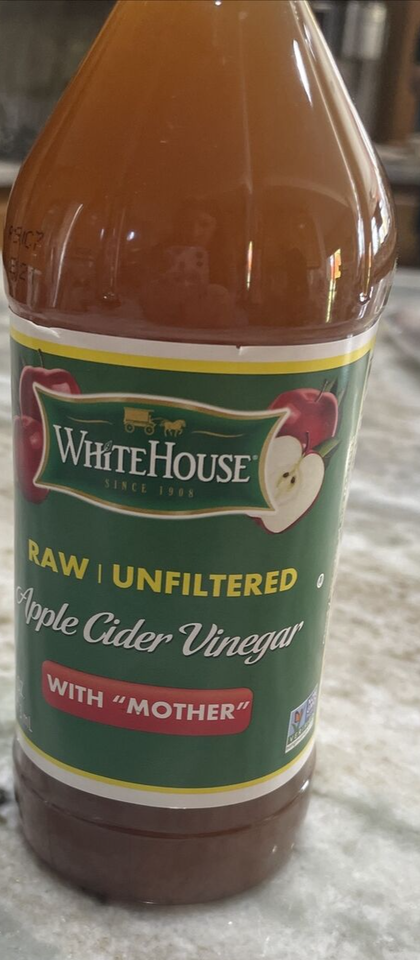 WHITEHOUSE®
SINCE 1908
RAW | UNFILTERED
Apple Cider Vinegar
WITH "MOTHER"